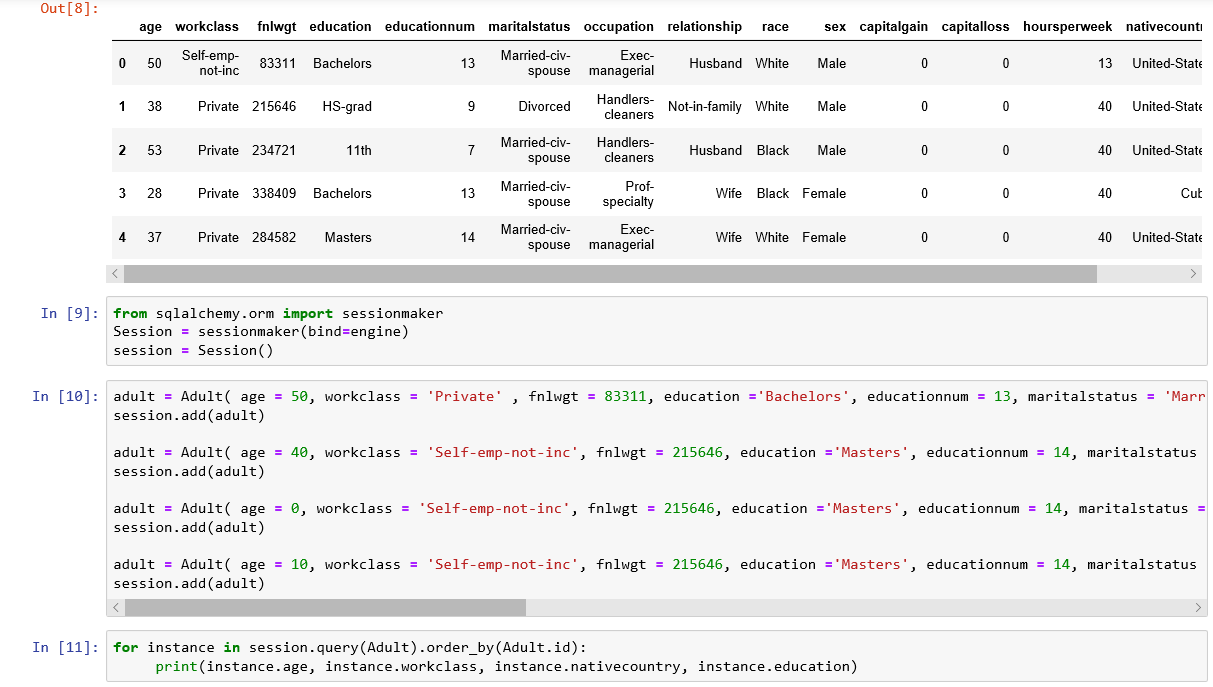 Out[8]:
age workclass fnlwgt education educationnum maritalstatus occupation relationship race sex capitalgain capitalloss hoursperweek nativecountr
0 50 Self-emp-not-inc 83311 Bachelors 13 Married-civ-spouse Exec-managerial Husband White Male 0 0 13 United-State
1 38 Private 215646 HS-grad 9 Divorced Handlers-cleaners Not-in-family White Male 0 0 40 United-State
2 53 Private 234721 11th 7 Married-civ-spouse Handlers-cleaners Husband Black Male 0 0 40 United-State
3 28 Private 338409 Bachelors 13 Married-civ-spouse Prof-specialty Wife Black Female 0 0 40 Cub
4 37 Private 284582 Masters 14 Married-civ-spouse Exec-managerial Wife White Female 0 0 40 United-State
In [9]: from sqlalchemy.orm import sessionmaker
Session = sessionmaker(bind=engine)
session = Session()
In [10]: adult = Adult( age = 50, workclass = 'Private' , fnlwgt = 83311, education ='Bachelors', educationnum = 13, maritalstatus = 'Marr
session.add(adult)
adult = Adult( age = 40, workclass = 'Self-emp-not-inc', fnlwgt = 215646, education ='Masters', educationnum = 14, maritalstatus
session.add(adult)
adult = Adult( age = 0, workclass = 'Self-emp-not-inc', fnlwgt = 215646, education ='Masters', educationnum = 14, maritalstatus =
session.add(adult)
adult = Adult( age = 10, workclass = 'Self-emp-not-inc', fnlwgt = 215646, education ='Masters', educationnum = 14, maritalstatus
session.add(adult)
In [11]: for instance in session.query(Adult).order_by(Adult.id):
print(instance.age, instance.workclass, instance.nativecountry, instance.education)